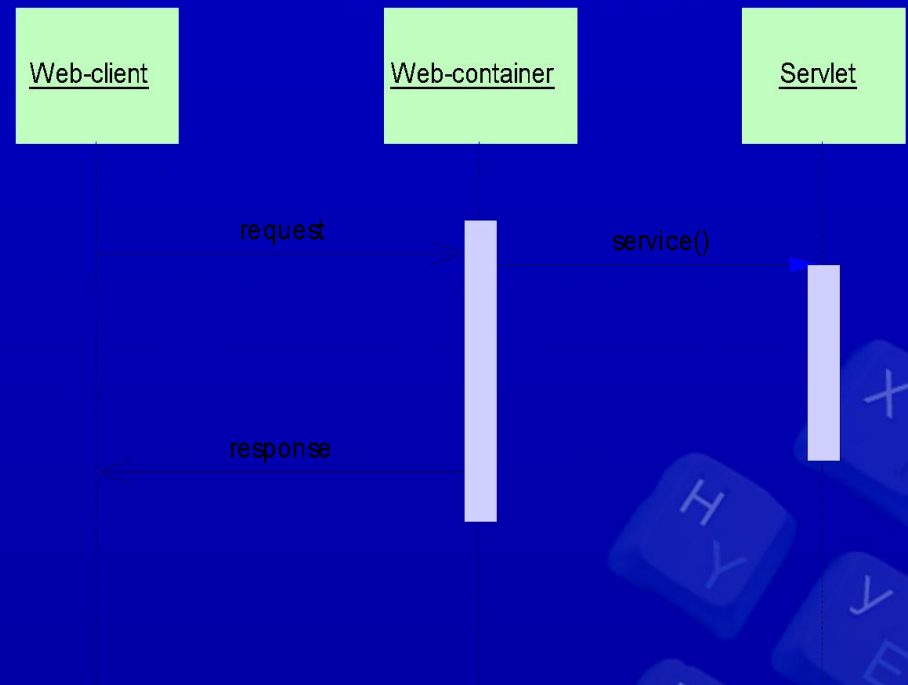 Web-client
Web-container
Servlet
request
service()
response
X
H
Y
У
E